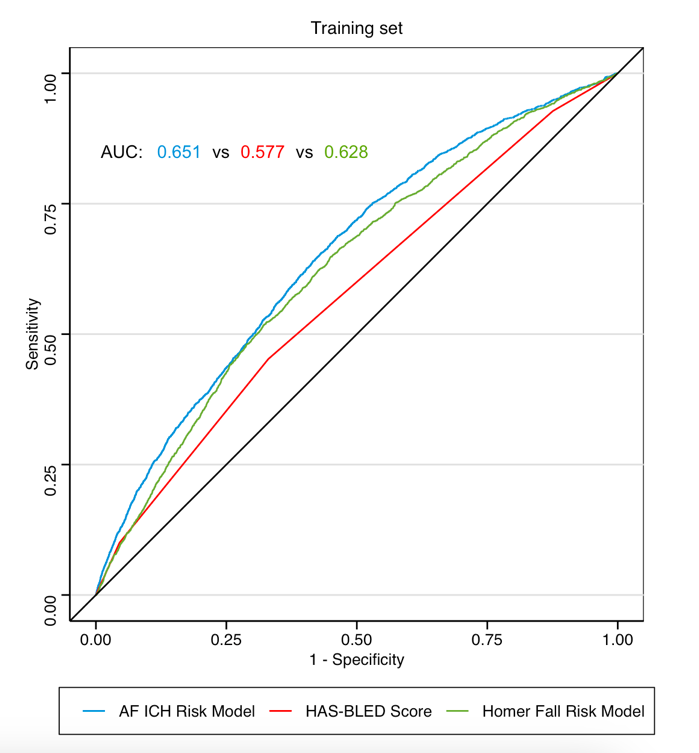 Training set
AUC: 0.651 vs 0.577 vs 0.628
1.00
0.75
0.50
0.25
0.00
Sensitivity
0.00 0.25 0.50 0.75 1.00
1 - Specificity
AF ICH Risk Model HAS-BLED Score Homer Fall Risk Model